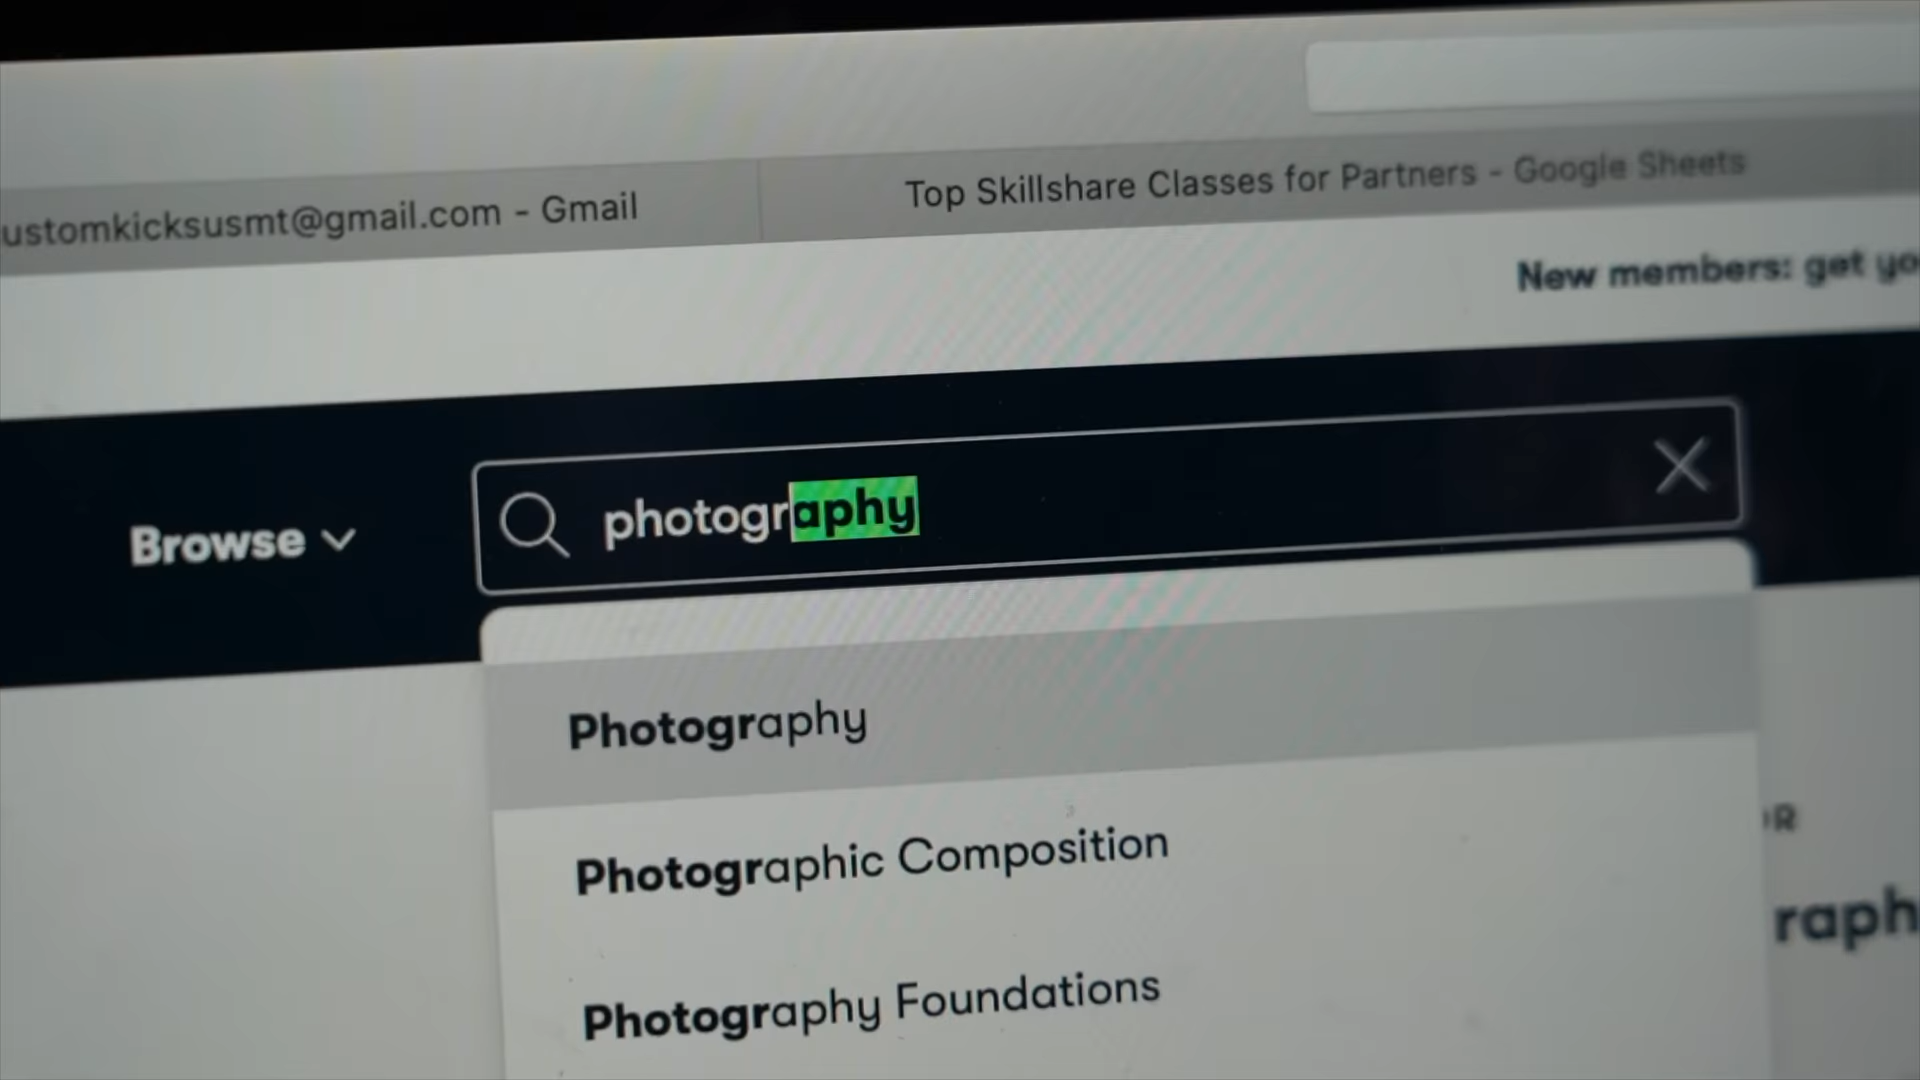 ustomkicksusmt@gmail.com - Gmail
Top Skillshare Classes for Partners - Google Sheets
New members: get yo
Browse
photography
Photography
Photographic Composition
Photography Foundations
raph